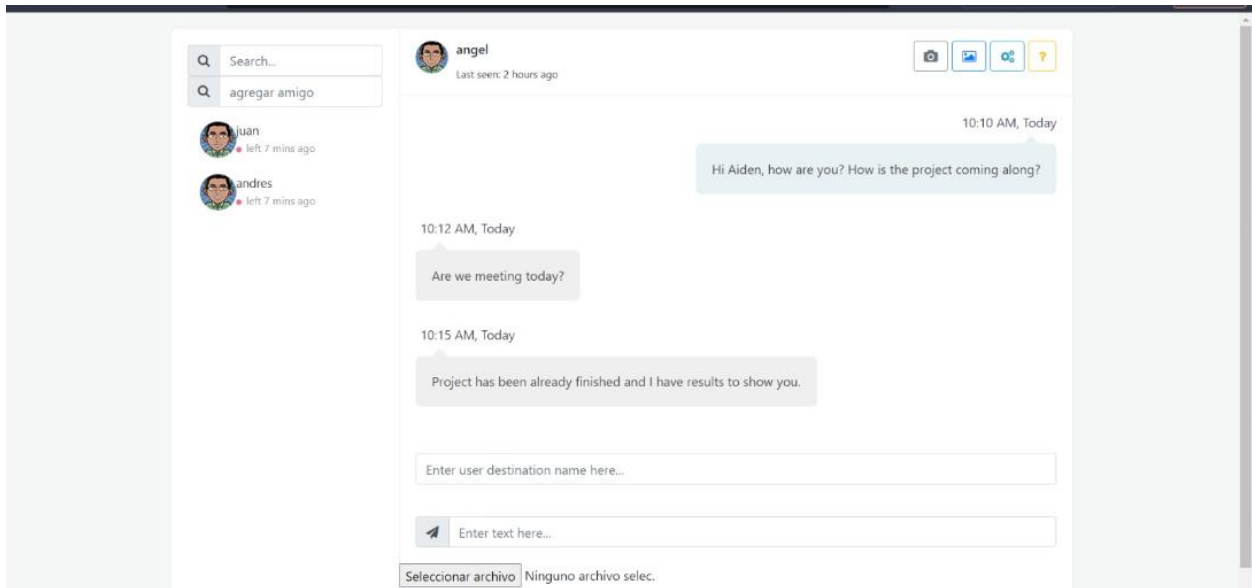 Search...
agregar amigo
juan
left 7 mins ago
andres
left 7 mins ago
angel
Last seen: 2 hours ago
?
10:10 AM, Today
Hi Aiden, how are you? How is the project coming along?
10:12 AM, Today
Are we meeting today?
10:15 AM, Today
Project has been already finished and I have results to show you.
Enter user destination name here...
Enter text here...
Seleccionar archivo Ninguno archivo selec.